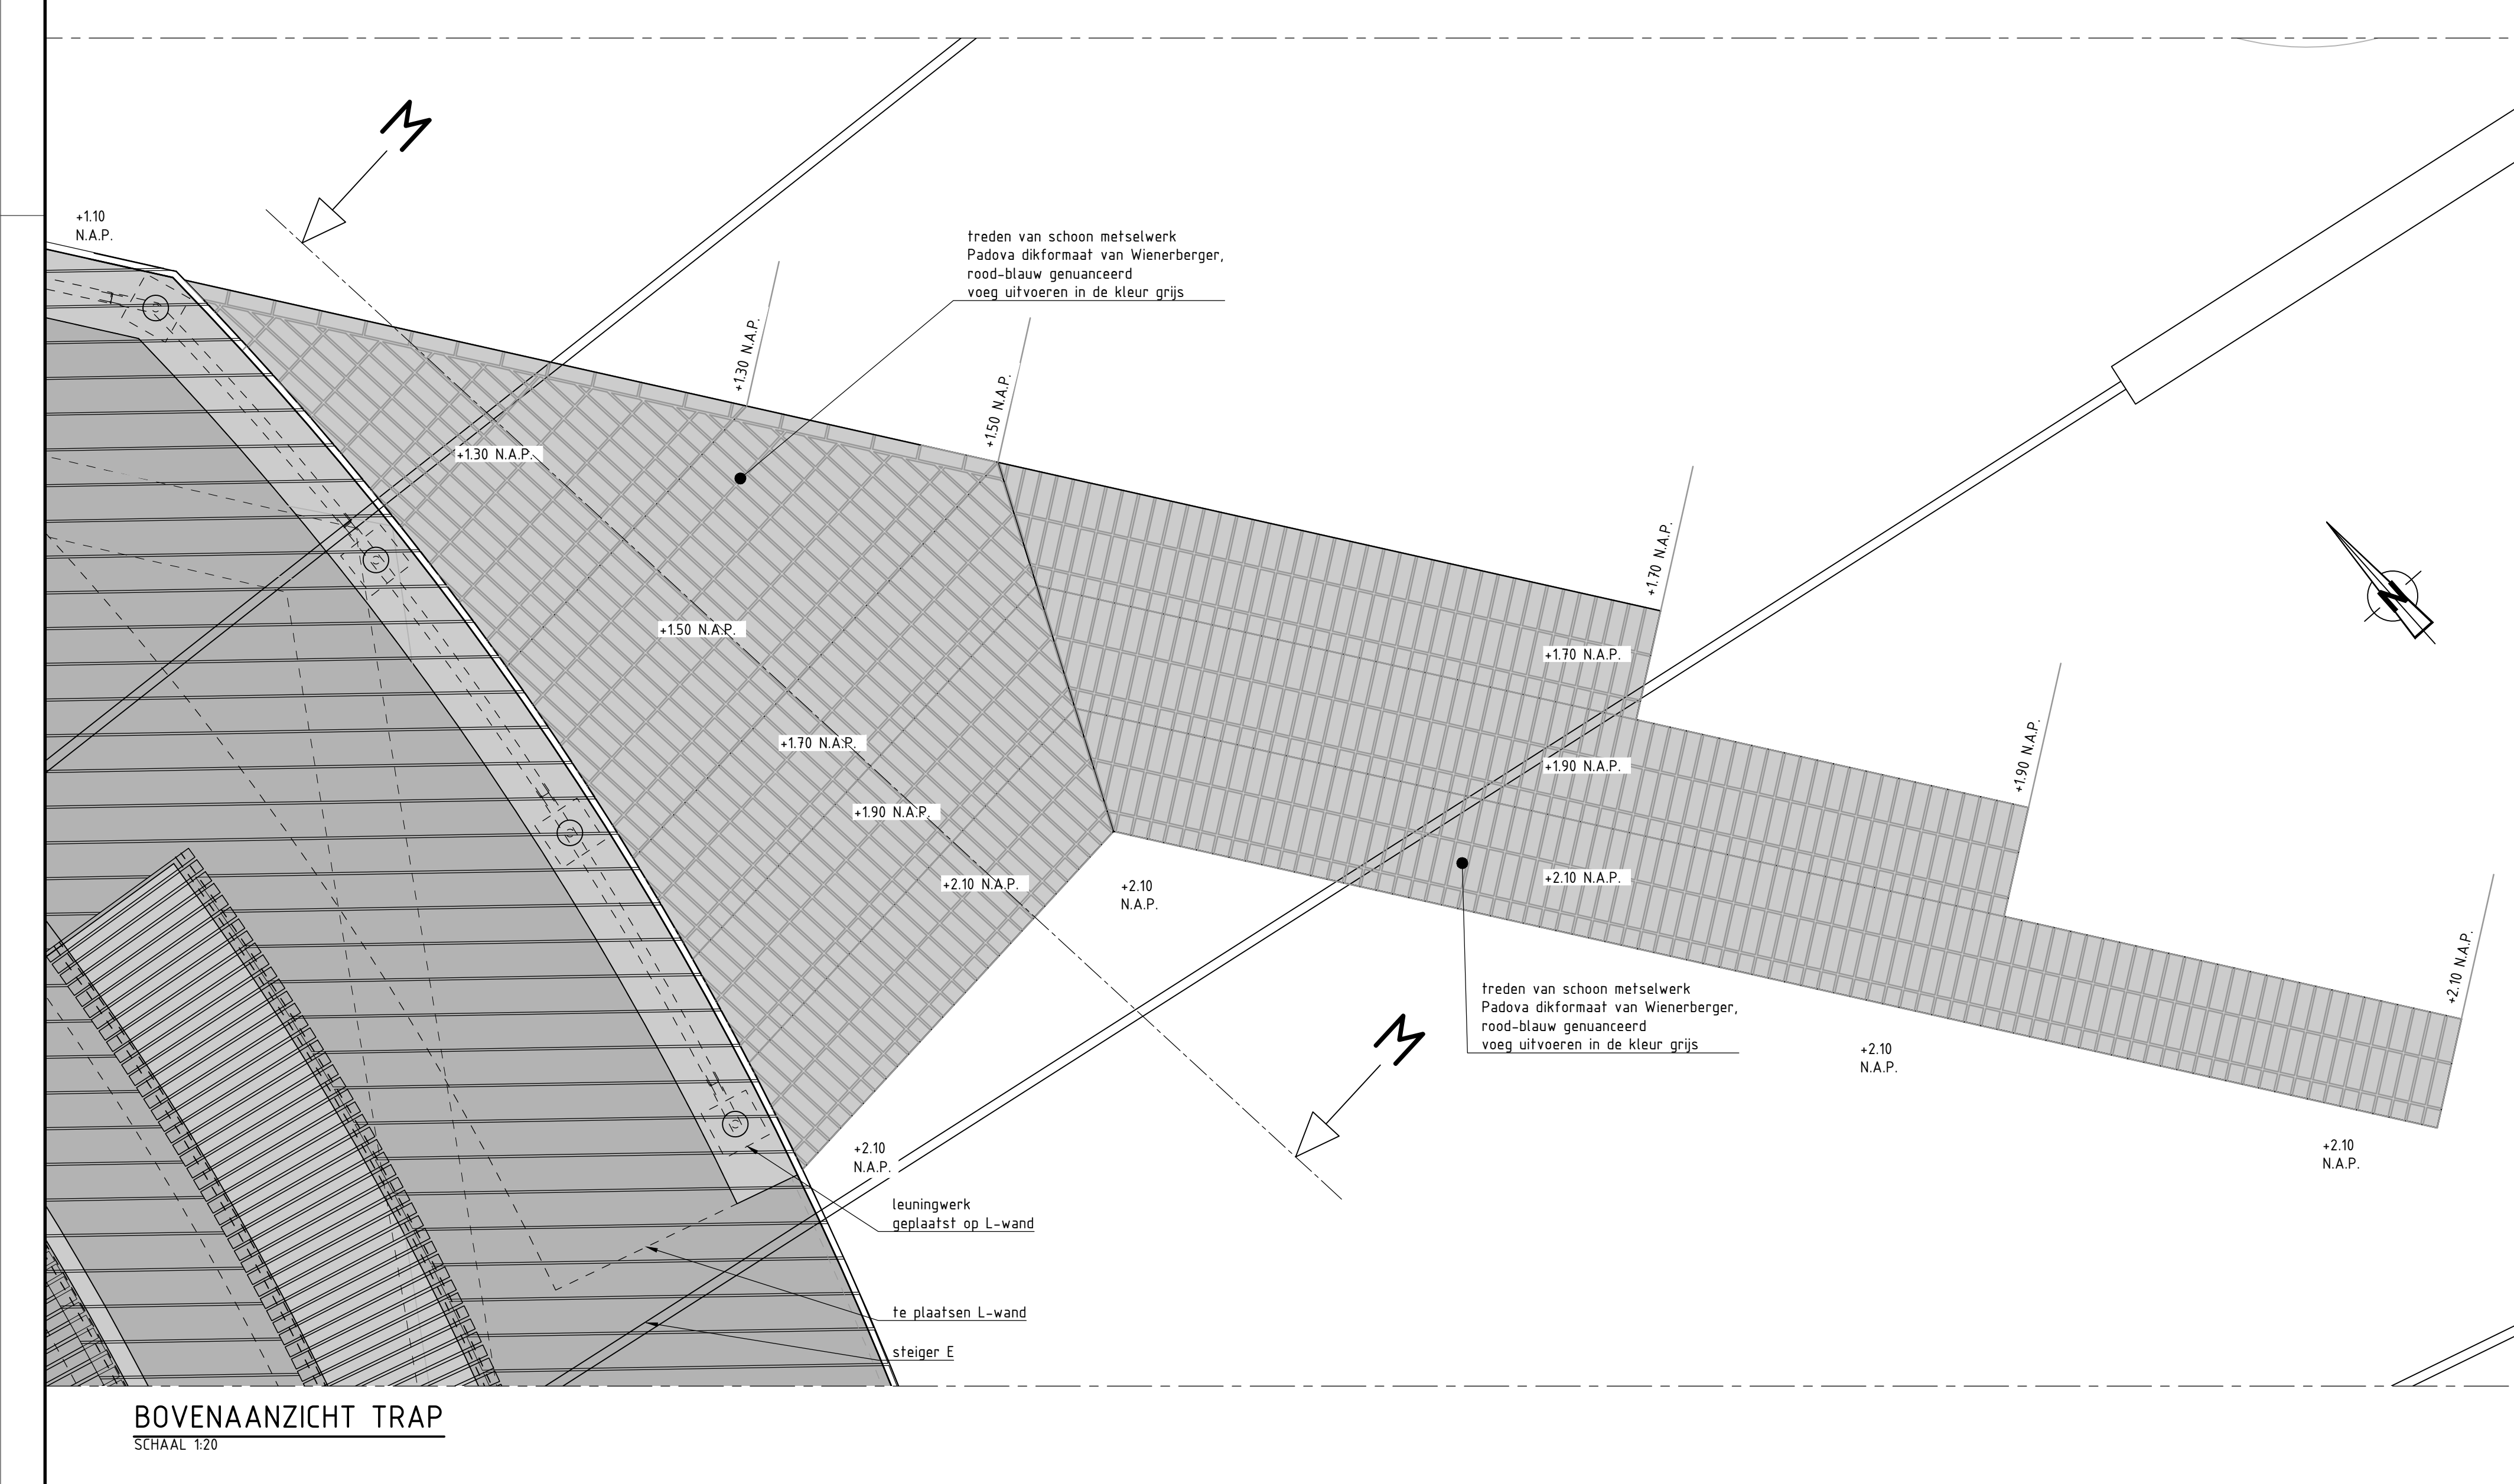 M
+1.10
N.A.P.
treden van schoon metselwerk
Padova dikformaat van Wienerberger,
rood-blauw genuanceerd
voeg uitvoeren in de kleur grijs
+1.30 N.A.P.
+1.50 N.A.P.
+1.30 N.A.P.
+1.70 N.A.P.
N
+1.50 N.A.P.
+1.70 N.A.P.
+1.70 N.A.P.
+1.90 N.A.P.
+1.90 N.A.P.
+1.90 N.A.P.
+2.10 N.A.P.
+2.10 N.A.P.
+2.10
N.A.P.
+2.10 N.A.P.
treden van schoon metselwerk
Padova dikformaat van Wienerberger,
rood-blauw genuanceerd
voeg uitvoeren in de kleur grijs
M
+2.10
N.A.P.
+2.10
N.A.P.
+2.10
N.A.P.
leuningwerk
geplaatst op L-wand
te plaatsen L-wand
steiger E
BOVENAANZICHT TRAP
SCHAAL 1:20